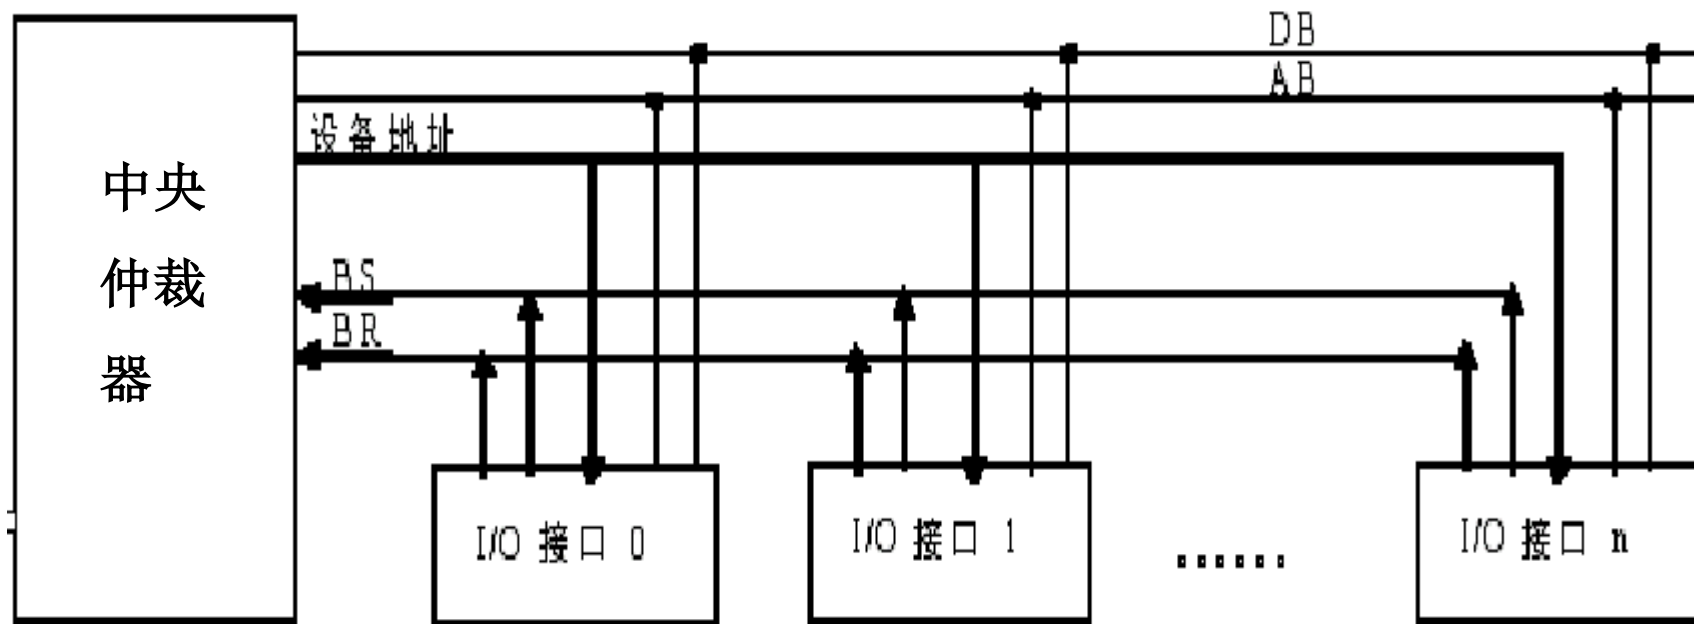 DB
AB
设备地址
中央
仲裁
器
BS
BR
I/O 接口 0
I/O 接口 1
......
I/O 接口 n